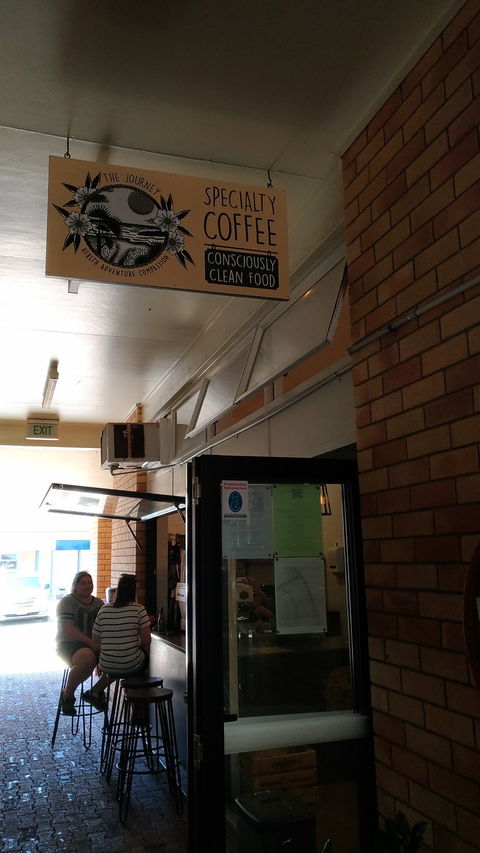 THE JOURNEY
HEALTH ADVENTURE COMPASSION
SPECIALTY
COFFEE
CONSCIOUSLY
CLEAN FOOD
EXIT